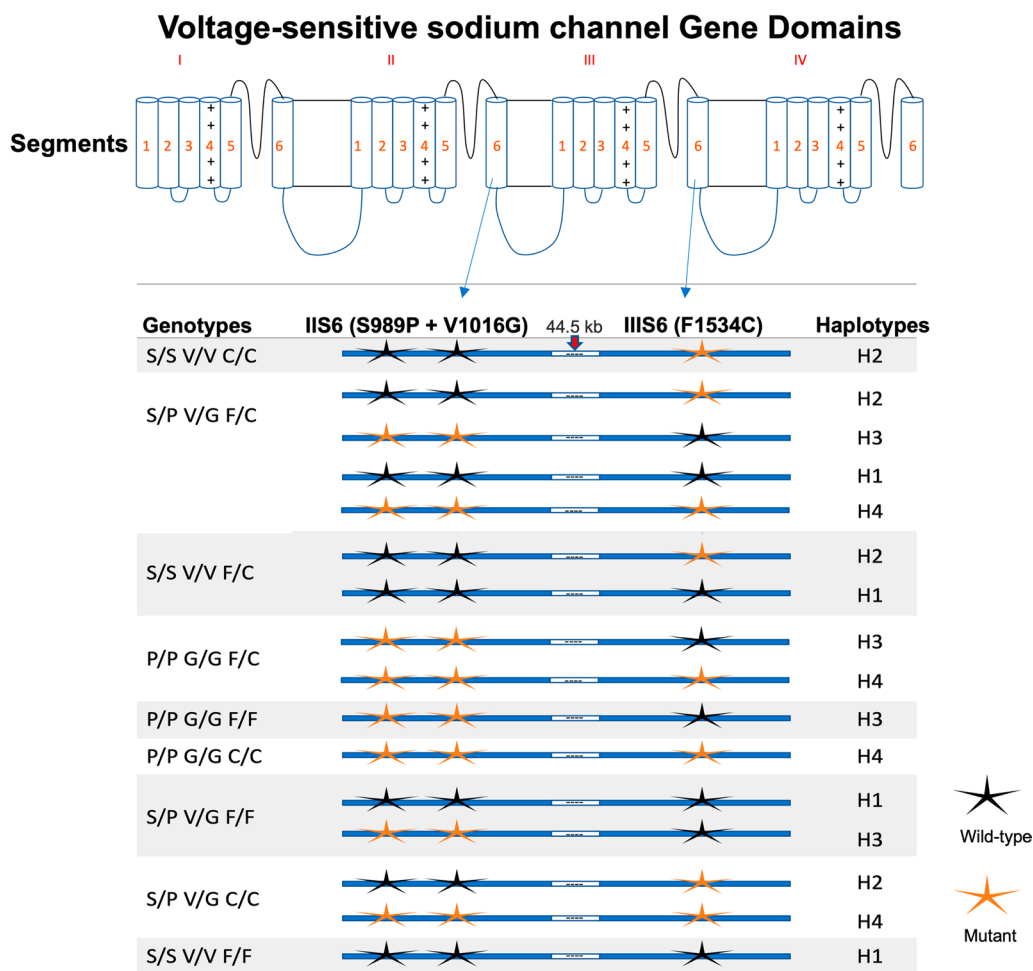 Voltage-sensitive sodium channel Gene Domains
I II III IV
Segments 1 2 3 4 5 6 1 2 3 4 5 6 1 2 3 4 5 6 1 2 3 4 5 6
+ + + +
+ + + +
+ + + +
+ + + +
Genotypes IIS6 (S989P + V1016G) 44.5 kb IIIS6 (F1534C) Haplotypes
S/S V/V C/C H2
S/P V/G F/C H2
H3
H1
H4
S/S V/V F/C H2
H1
P/P G/G F/C H3
H4
P/P G/G F/F H3
P/P G/G C/C H4
S/P V/G F/F H1
H3
Wild-type
S/P V/G C/C H2
H4
Mutant
S/S V/V F/F H1